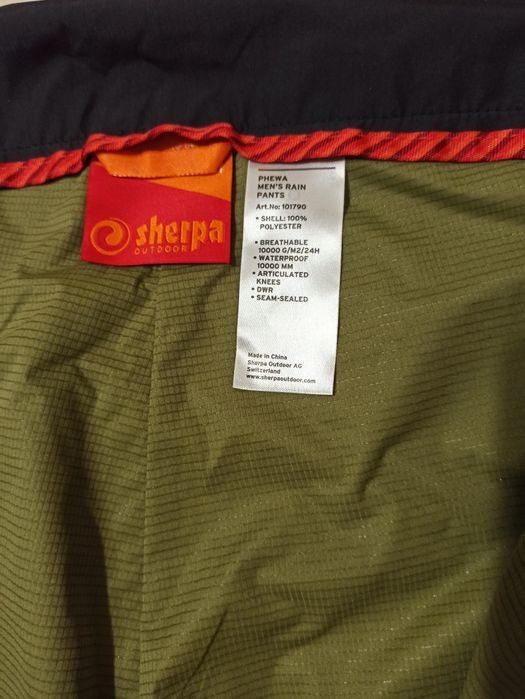 sherpa
OUTDOOR
PHEWA
MEN'S RAIN
PANTS
Art.No: 101790
• SHELL: 100%
POLYESTER
• BREATHABLE
10000 G/M2/24H
• WATERPROOF
10000 MM
• ARTICULATED
KNEES
• DWR
• SEAM-SEALED
Made in China
Sherpa Outdoor AG
Switzerland
www.sherpaoutdoor.com